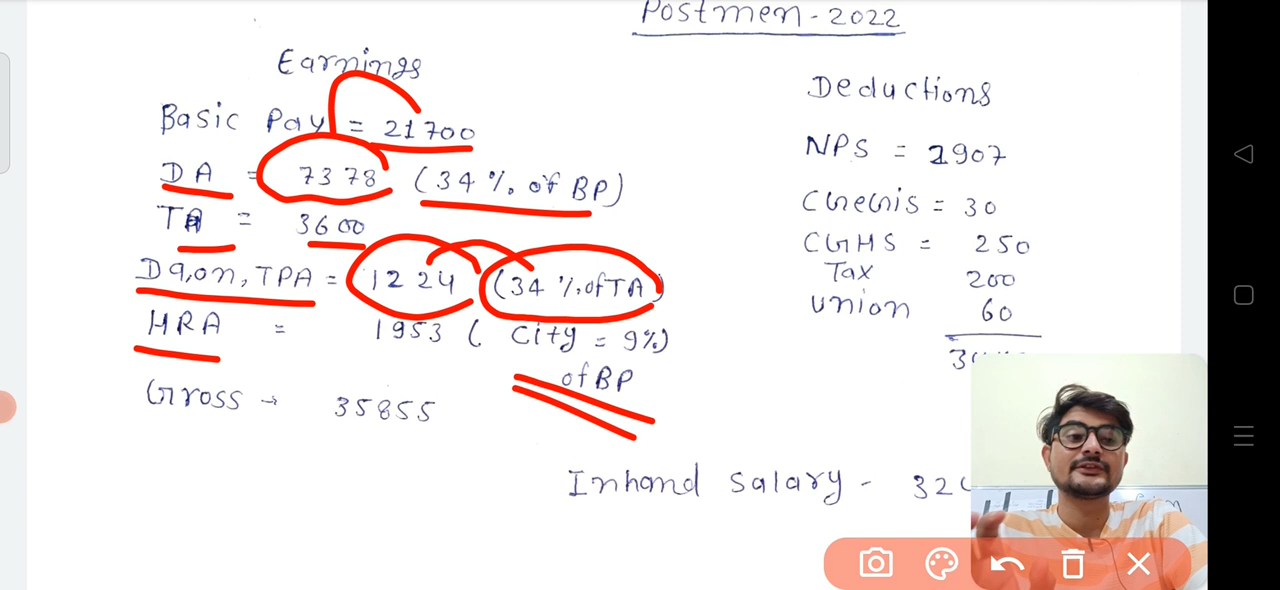 Postmen - 2022
Earnings
Basic Pay = 21700
DA = 7378 (34 % of BP)
TA = 3600
Da, on, TPA = 1224 (34 % of TA)
HRA = 1953 ( City = 9%)
of BP
Gross → 35855
Deductions
NPS = 2907
CGEGIS = 30
CGHS = 250
Tax 200
Union 60
Inhand Salary -